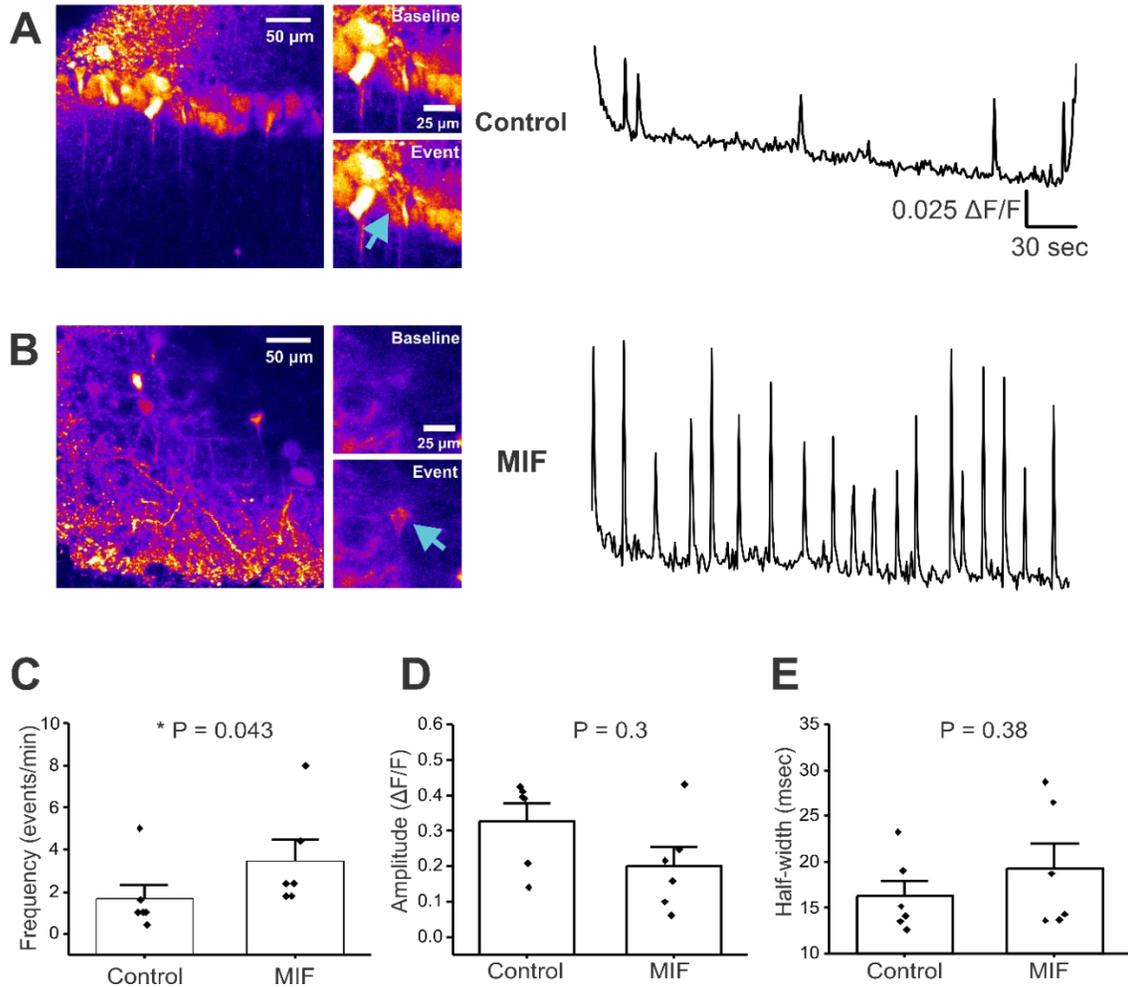 A
50 µm
Baseline
25 µm
Event
Control
0.025 ΔF/F
30 sec
B
50 µm
Baseline
25 µm
Event
MIF
C
* P = 0.043
Frequency (events/min)
10
8
6
4
2
0
Control
MIF
D
P = 0.3
Amplitude (ΔF/F)
0.6
0.5
0.4
0.3
0.2
0.1
0.0
Control
MIF
E
P = 0.38
Half-width (msec)
35
30
25
20
15
10
Control
MIF